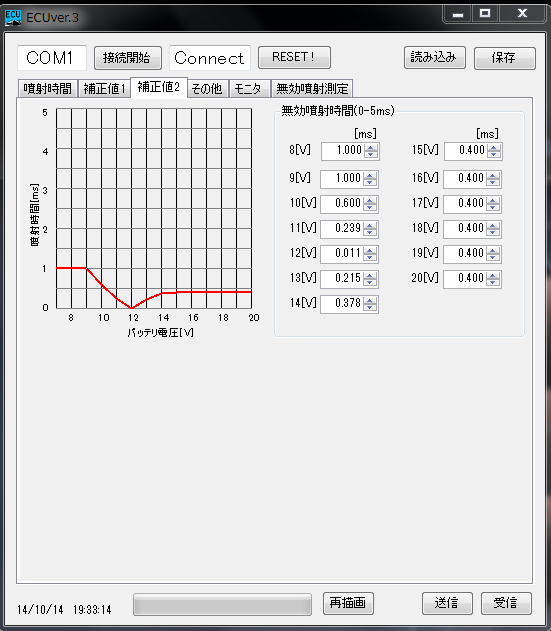 ECUver.3
COM1 接続開始 Connect RESET! 読み込み 保存
噴射時間 補正値1 補正値2 その他 モニタ 無効噴射測定
無効噴射時間(0-5ms)
[ms] [ms]
8[V] 1.000 15[V] 0.400
9[V] 1.000 16[V] 0.400
10[V] 0.600 17[V] 0.400
11[V] 0.239 18[V] 0.400
12[V] 0.011 19[V] 0.400
13[V] 0.215 20[V] 0.400
14[V] 0.378
噴射時間[ms]
5
4
3
2
1
0
8 10 12 14 16 18 20
バッテリ電圧[V]
14/10/14 19:33:14 再描画 送信 受信